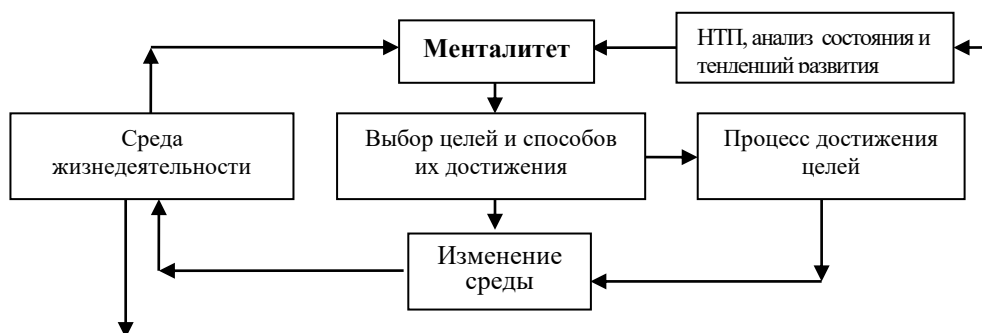 Менталитет
НТП, анализ состояния и
тенденций развития
Среда
жизнедеятельности
Выбор целей и способов
их достижения
Процесс достижения
целей
Изменение
среды